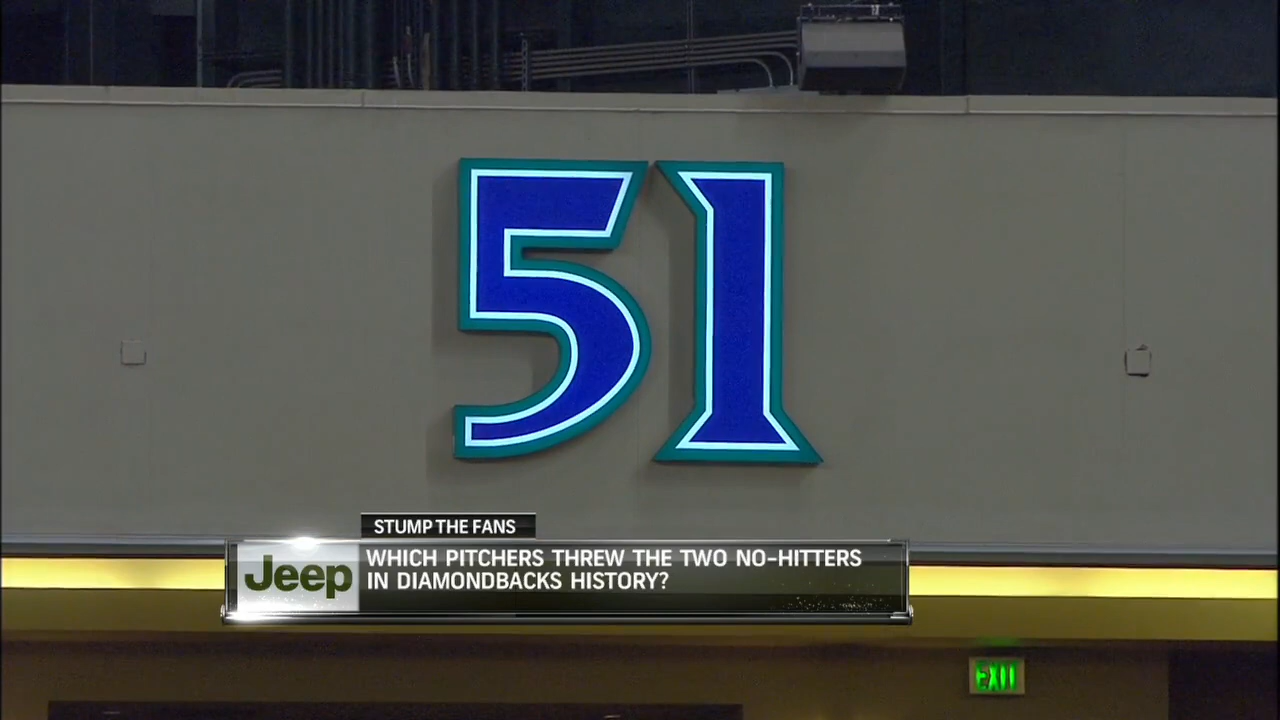 51
STUMP THE FANS
Jeep
WHICH PITCHERS THREW THE TWO NO-HITTERS
IN DIAMONDBACKS HISTORY?
EXIT